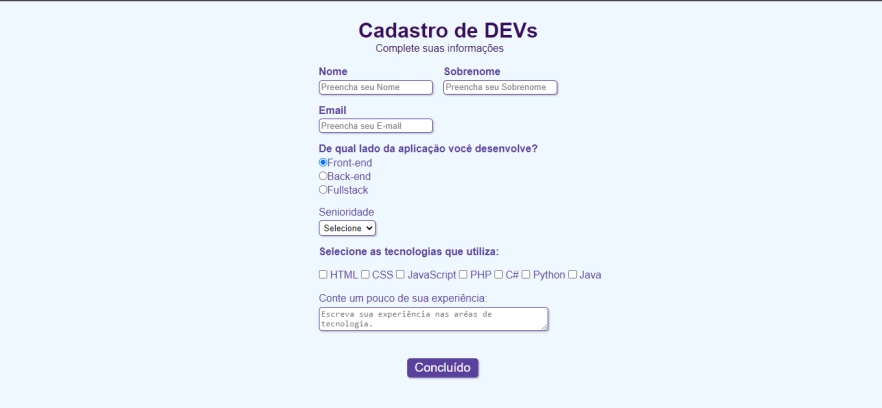 Cadastro de DEVs
Complete suas informações
Nome Sobrenome
Preencha seu Nome Preencha seu Sobrenome
Email
Preencha seu E-mail
De qual lado da aplicação você desenvolve?
Front-end
Back-end
Fullstack
Senioridade
Selecione
Selecione as tecnologias que utiliza:
HTML CSS JavaScript PHP C# Python Java
Conte um pouco de sua experiência:
Escreva sua experiência nas aréas de
tecnologia.
Concluído